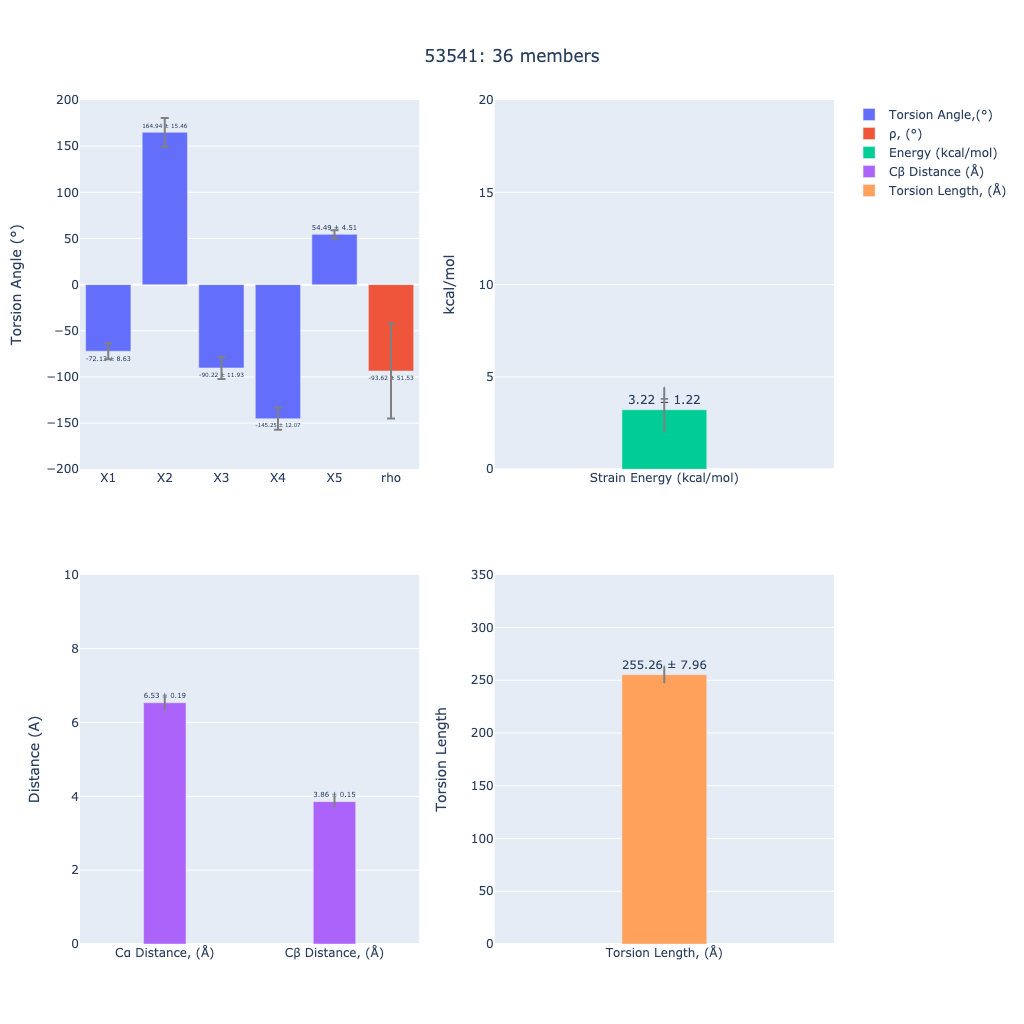 53541: 36 members
Torsion Angle (°)
200
150
100
50
0
−50
−100
−150
−200
164.94 ± 15.46
54.49 ± 4.51
-72.13 ± 8.63
-90.22 ± 11.93
-93.62 ± 51.53
-145.25 ± 12.07
X1 X2 X3 X4 X5 rho
kcal/mol
20
15
10
5
0
3.22 ± 1.22
Strain Energy (kcal/mol)
Torsion Angle,(°)
ρ, (°)
Energy (kcal/mol)
Cβ Distance (Å)
Torsion Length, (Å)
Distance (A)
10
8
6
4
2
0
6.53 ± 0.19
3.86 ± 0.15
Cα Distance, (Å) Cβ Distance, (Å)
Torsion Length
350
300
250
200
150
100
50
0
255.26 ± 7.96
Torsion Length, (Å)